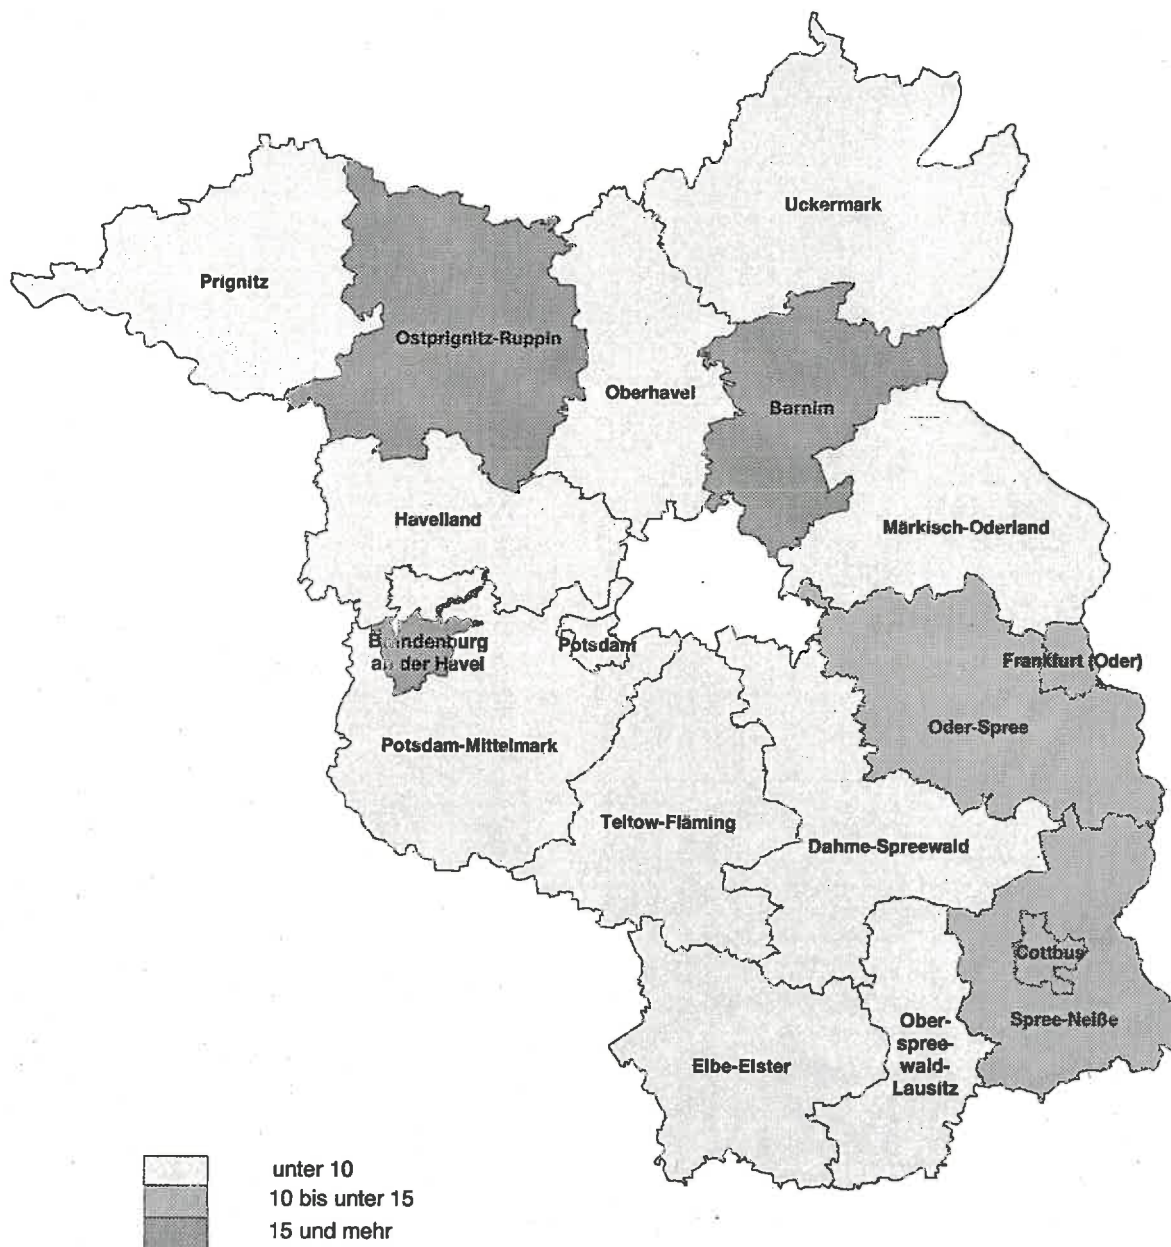 Uckermark
Prignitz
Ostprignitz-Ruppin
Oberhavel
Barnim
Havelland
Märkisch-Oderland
Brandenburg
an der Havel
Potsdam
Frankfurt (Oder)
Oder-Spree
Potsdam-Mittelmark
Teltow-Fläming
Dahme-Spreewald
Cottbus
Spree-Neiße
Ober-
spree-
wald-
Lausitz
Elbe-Elster
unter 10
10 bis unter 15
15 und mehr